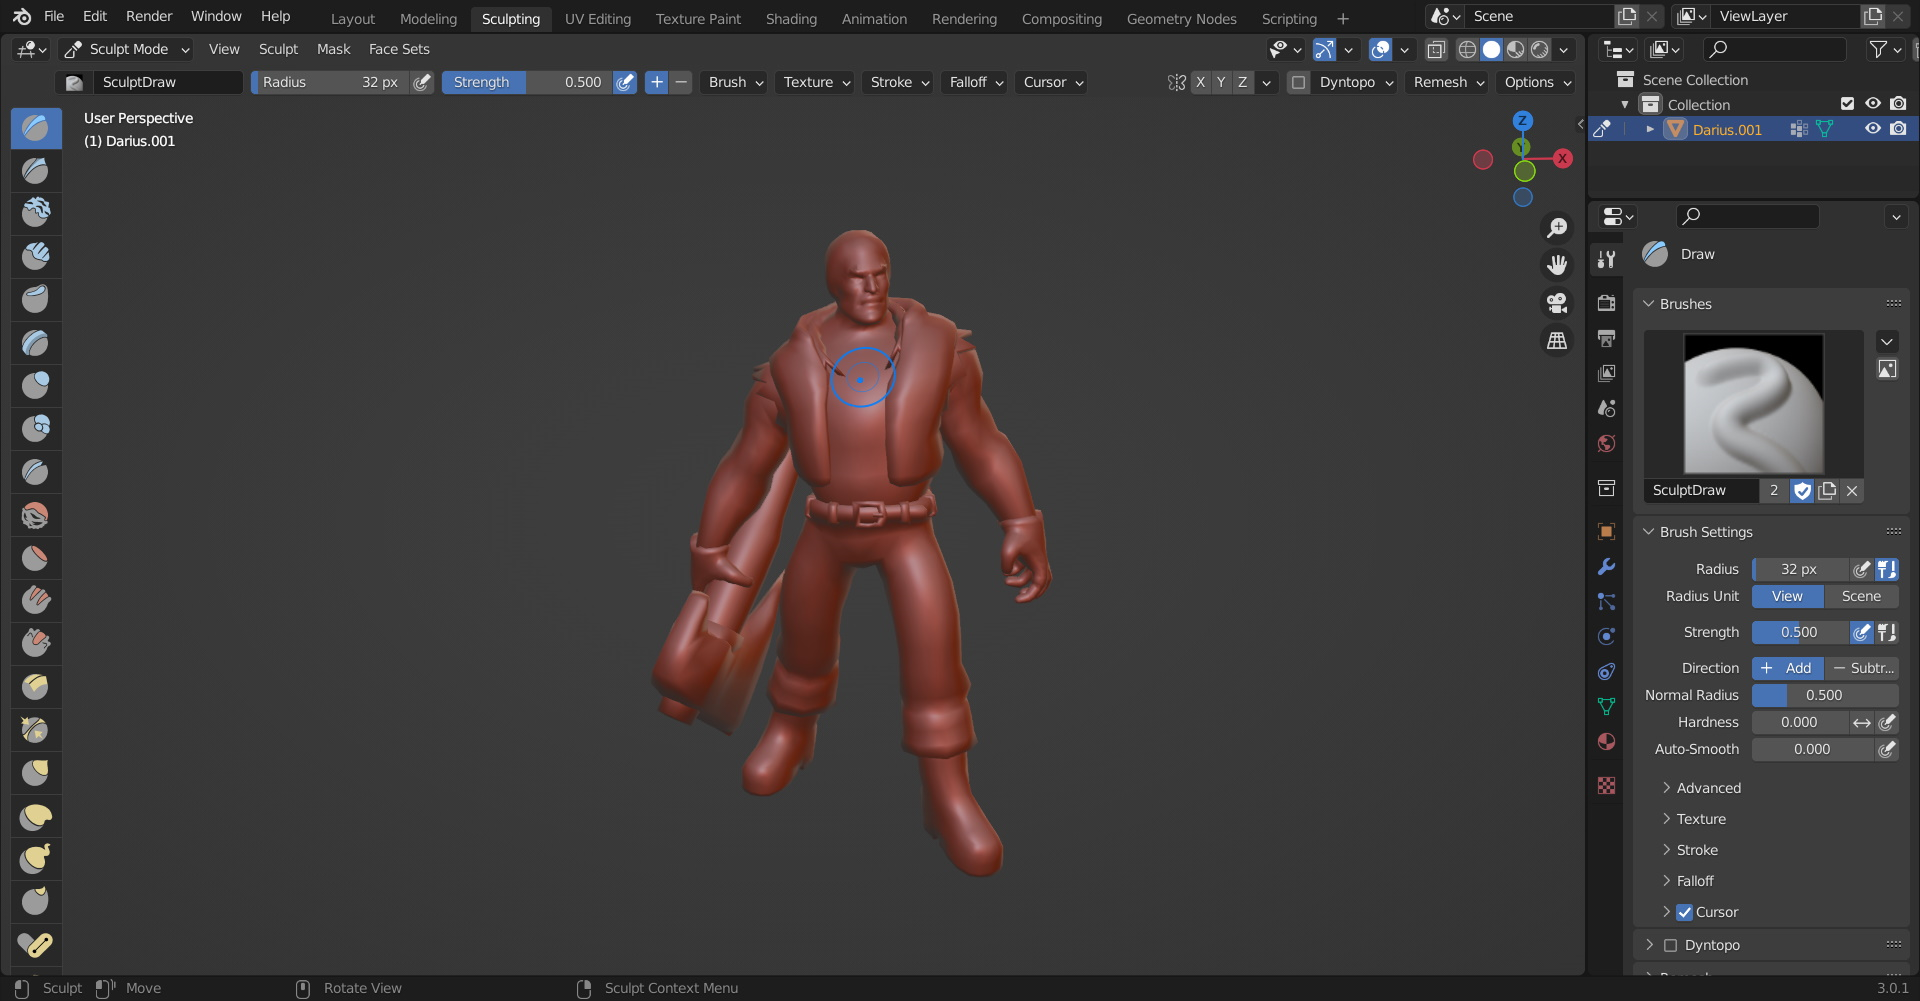 File Edit Render Window Help Layout Modeling Sculpting UV Editing Texture Paint Shading Animation Rendering Compositing Geometry Nodes Scripting + Scene ViewLayer
Sculpt Mode View Sculpt Mask Face Sets
SculptDraw Radius 32 px Strength 0.500 + − Brush Texture Stroke Falloff Cursor X Y Z Dyntopo Remesh Options
User Perspective
(1) Darius.001
Z
Y
X
Scene Collection
Collection
Darius.001
Draw
Brushes
SculptDraw 2
Brush Settings
Radius 32 px
Radius Unit View Scene
Strength 0.500
Direction + Add − Subtr...
Normal Radius 0.500
Hardness 0.000
Auto-Smooth 0.000
Advanced
Texture
Stroke
Falloff
Cursor
Dyntopo
Sculpt Move Rotate View Sculpt Context Menu 3.0.1